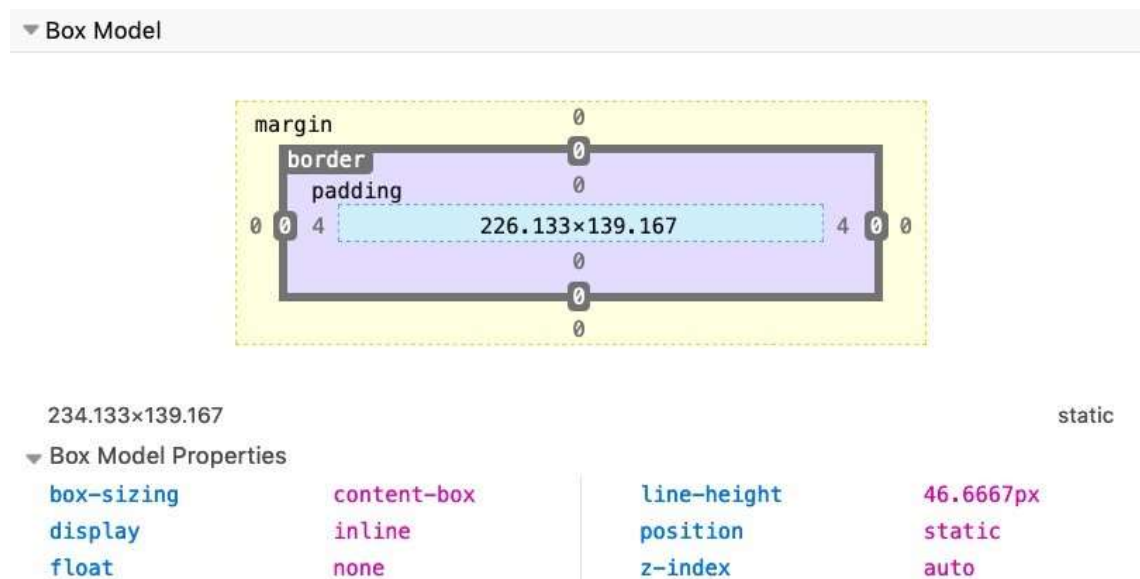 Box Model
margin 0
border 0
padding 0
0 0 4 226.133×139.167 4 0 0
0
0
0
234.133×139.167 static
Box Model Properties
box-sizing content-box line-height 46.6667px
display inline position static
float none z-index auto